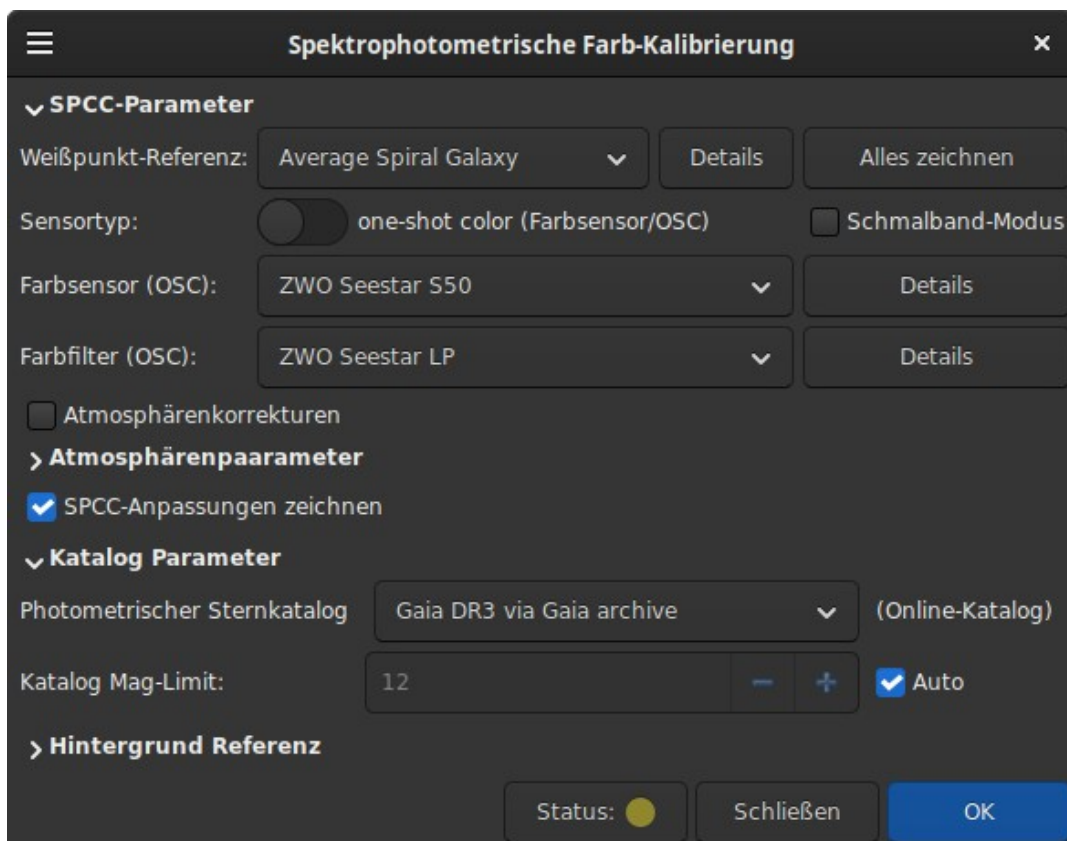 Spektrophotometrische Farb-Kalibrierung
SPCC-Parameter
Weißpunkt-Referenz: Average Spiral Galaxy Details Alles zeichnen
Sensortyp: one-shot color (Farbsensor/OSC) Schmalband-Modus
Farbsensor (OSC): ZWO Seestar S50 Details
Farbfilter (OSC): ZWO Seestar LP Details
Atmosphärenkorrekturen
Atmosphärenpaarameter
SPCC-Anpassungen zeichnen
Katalog Parameter
Photometrischer Sternkatalog Gaia DR3 via Gaia archive (Online-Katalog)
Katalog Mag-Limit: 12 Auto
Hintergrund Referenz
Status: Schließen OK